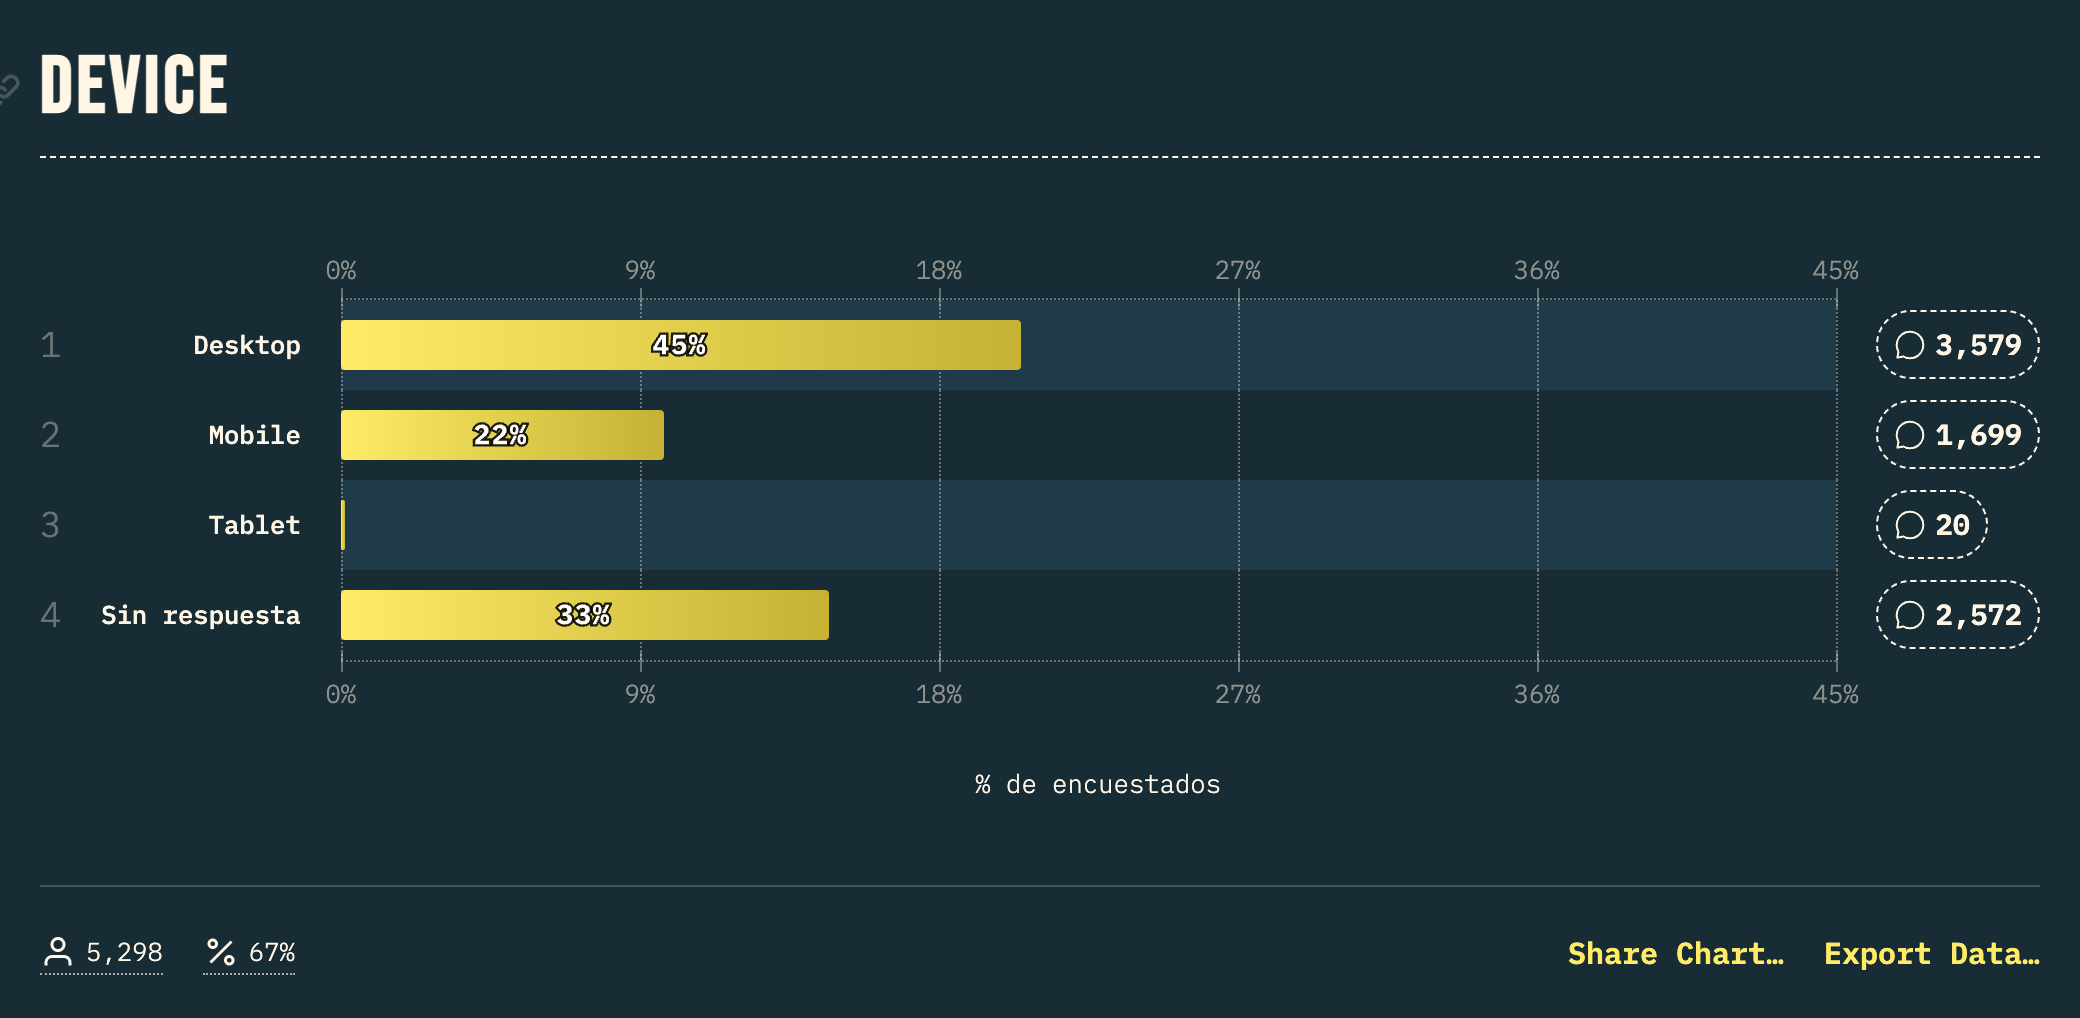 DEVICE
0% 9% 18% 27% 36% 45%
1 Desktop 45% 3,579
2 Mobile 22% 1,699
3 Tablet 20
4 Sin respuesta 33% 2,572
0% 9% 18% 27% 36% 45%
% de encuestados
5,298 % 67% Share Chart… Export Data…